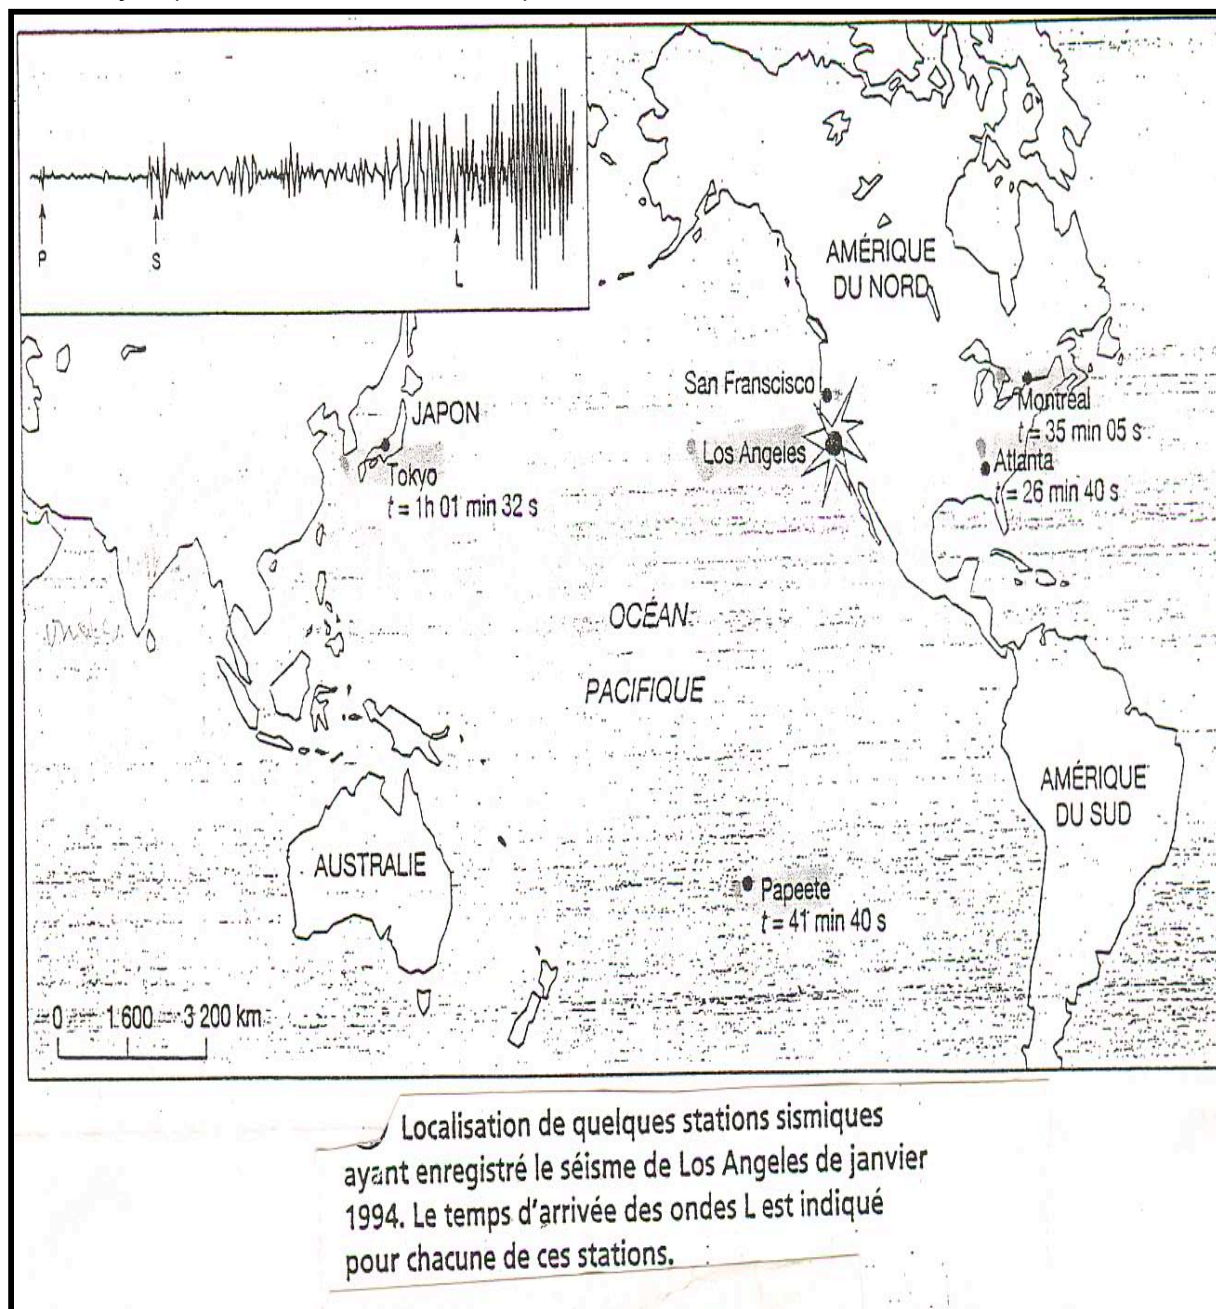 P
S
L
AMÉRIQUE
DU NORD
San Franscisco
JAPON
Montréal
t = 35 min 05 s
Los Angeles
Atlanta
t = 26 min 40 s
Tokyo
t = 1h 01 min 32 s
OCÉAN
PACIFIQUE
AMÉRIQUE
DU SUD
AUSTRALIE
Papeete
t = 41 min 40 s
0 1.600 3 200 km
Localisation de quelques stations sismiques
ayant enregistré le séisme de Los Angeles de janvier
1994. Le temps d'arrivée des ondes L est indiqué
pour chacune de ces stations.